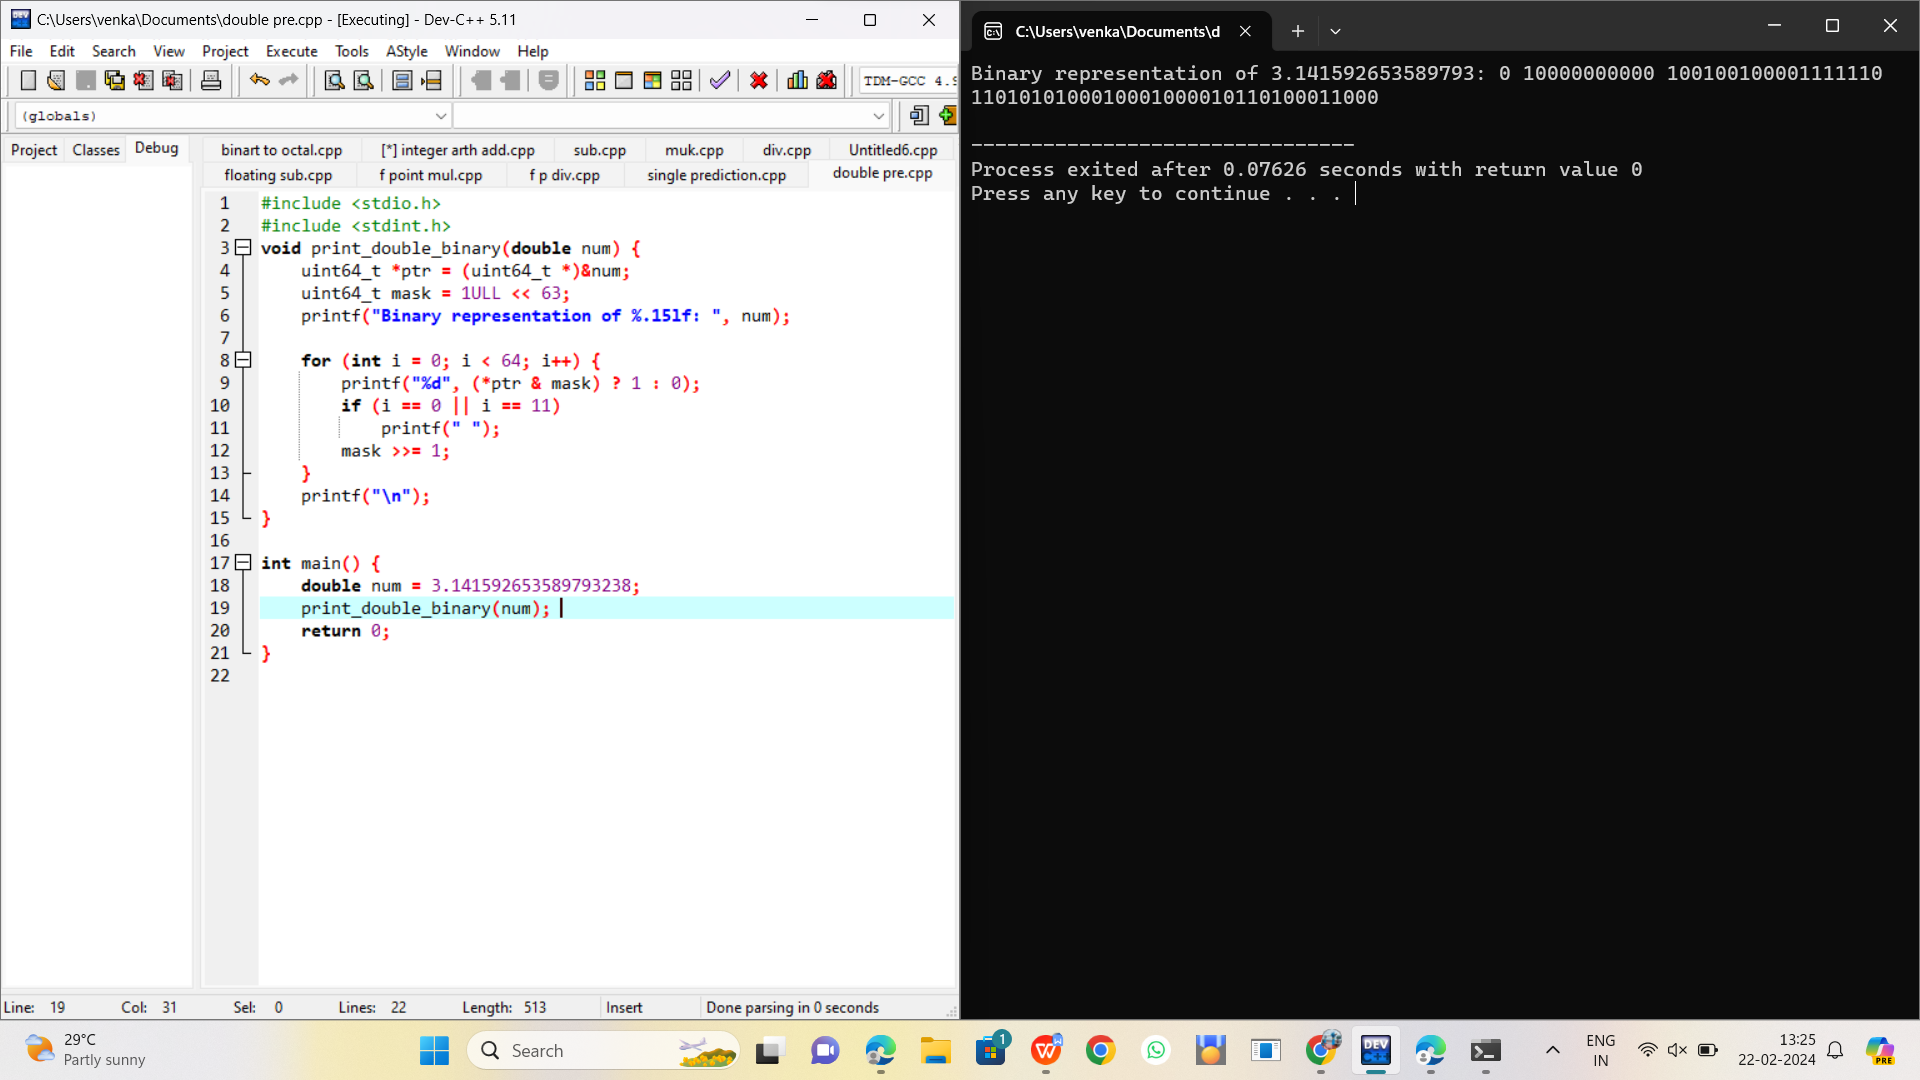 C:\Users\venka\Documents\double pre.cpp - [Executing] - Dev-C++ 5.11
File Edit Search View Project Execute Tools AStyle Window Help
TDM-GCC 4.9
(globals)
Project Classes Debug
binart to octal.cpp [*] integer arth add.cpp sub.cpp muk.cpp div.cpp Untitled6.cpp
floating sub.cpp f point mul.cpp f p div.cpp single prediction.cpp double pre.cpp
1 #include <stdio.h>
2 #include <stdint.h>
3 void print_double_binary(double num) {
4 uint64_t *ptr = (uint64_t *)&num;
5 uint64_t mask = 1ULL << 63;
6 printf("Binary representation of %.15lf: ", num);
7
8 for (int i = 0; i < 64; i++) {
9 printf("%d", (*ptr & mask) ? 1 : 0);
10 if (i == 0 || i == 11)
11 printf(" ");
12 mask >>= 1;
13 }
14 printf("\n");
15 }
16
17 int main() {
18 double num = 3.141592653589793238;
19 print_double_binary(num);
20 return 0;
21 }
22
Line: 19 Col: 31 Sel: 0 Lines: 22 Length: 513 Insert Done parsing in 0 seconds
C:\Users\venka\Documents\d
Binary representation of 3.141592653589793: 0 10000000000 100100100001111110
1101010100010001000010110100011000
--------------------------------
Process exited after 0.07626 seconds with return value 0
Press any key to continue . . .
29°C
Partly sunny
Search
1
DEV
C++
ENG
IN
13:25
22-02-2024
PRE